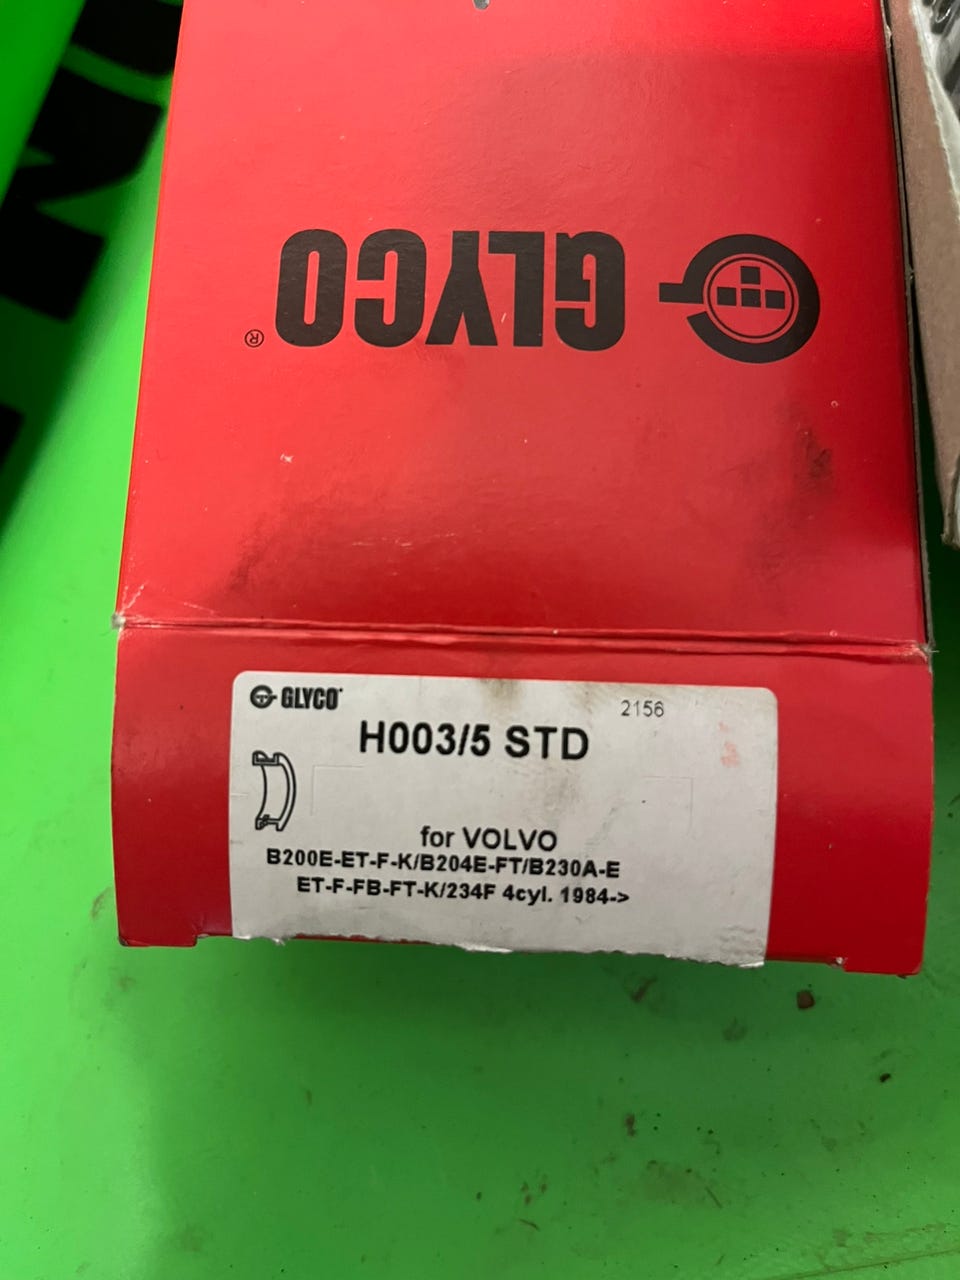 GLYCO
®
GLYCO
2156
H003/5 STD
for VOLVO
B200E-ET-F-K/B204E-FT/B230A-E
ET-F-FB-FT-K/234F 4cyl. 1984->